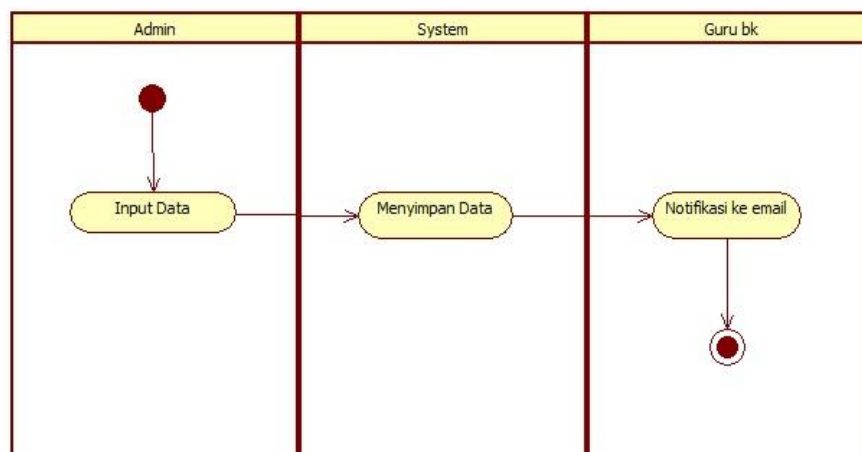 Admin
System
Guru bk
Input Data
Menyimpan Data
Notifikasi ke email